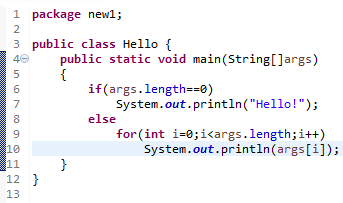 1 package new1;
2
3 public class Hello {
4     public static void main(String[]args)
5     {
6         if(args.length==0)
7             System.out.println("Hello!");
8         else
9             for(int i=0;i<args.length;i++)
10                 System.out.println(args[i]);
11     }
12 }
13